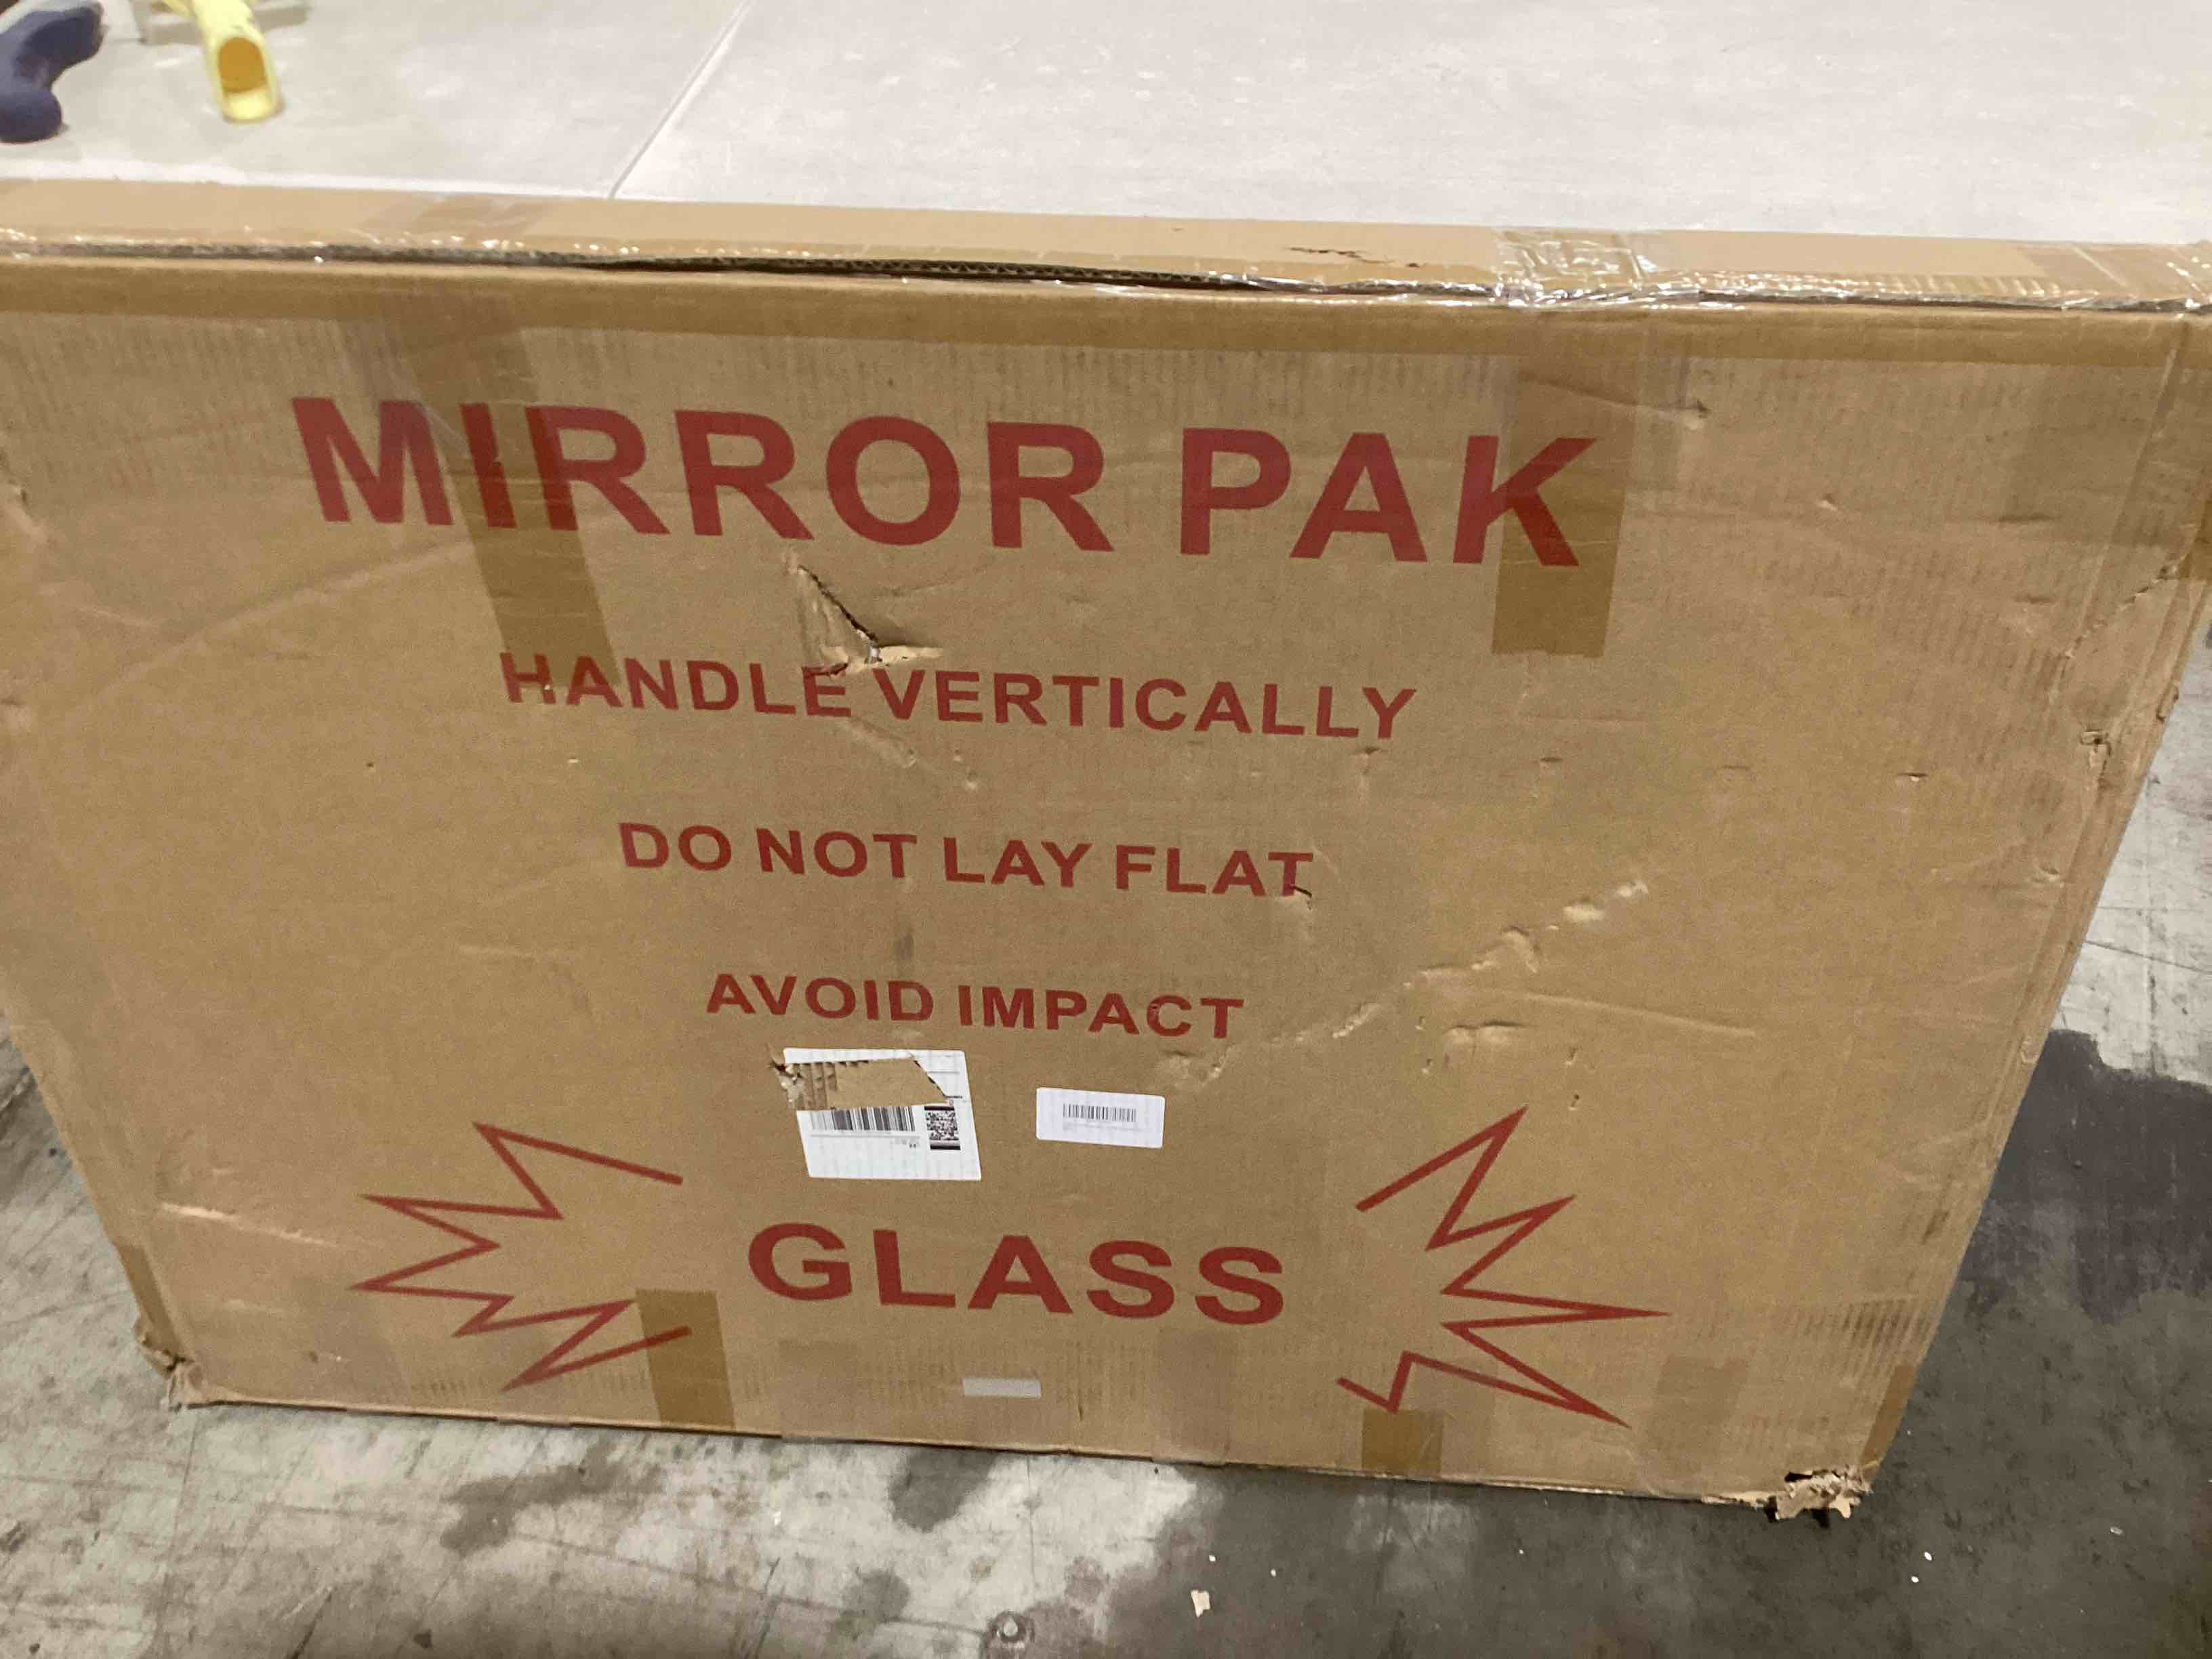 MIRROR PAK
HANDLE VERTICALLY
DO NOT LAY FLAT
AVOID IMPACT
GLASS